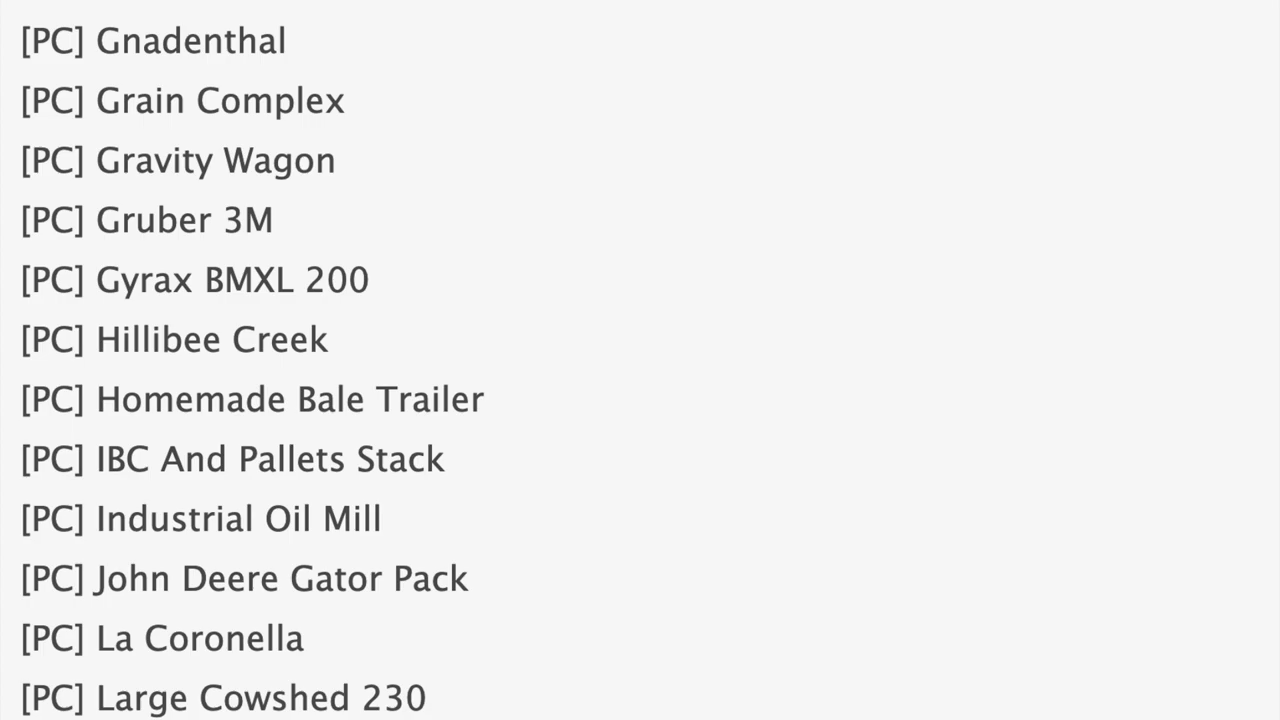 [PC] Gnadenthal
[PC] Grain Complex
[PC] Gravity Wagon
[PC] Gruber 3M
[PC] Gyrax BMXL 200
[PC] Hillibee Creek
[PC] Homemade Bale Trailer
[PC] IBC And Pallets Stack
[PC] Industrial Oil Mill
[PC] John Deere Gator Pack
[PC] La Coronella
[PC] Large Cowshed 230